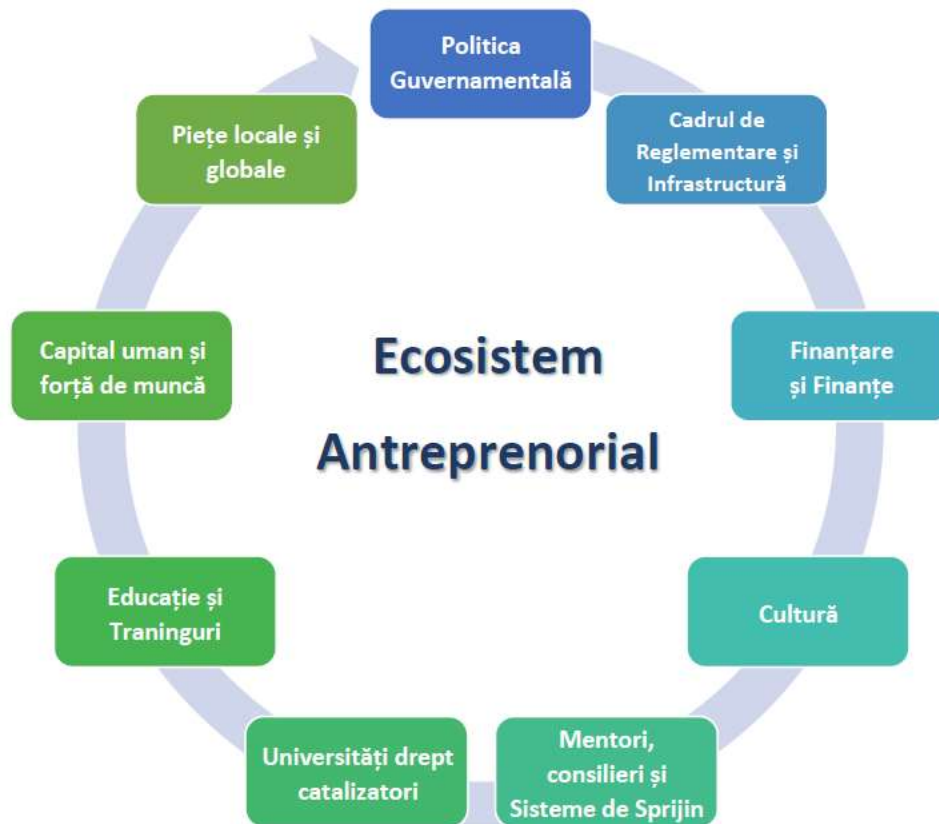 Politica
Guvernamentală
Cadrul de
Reglementare și
Infrastructură
Finanțare
și Finanțe
Cultură
Mentori,
consilieri și
Sisteme de Sprijin
Universități drept
catalizatori
Educație și
Traninguri
Capital uman și
forță de muncă
Piețe locale și
globale
Ecosistem
Antreprenorial